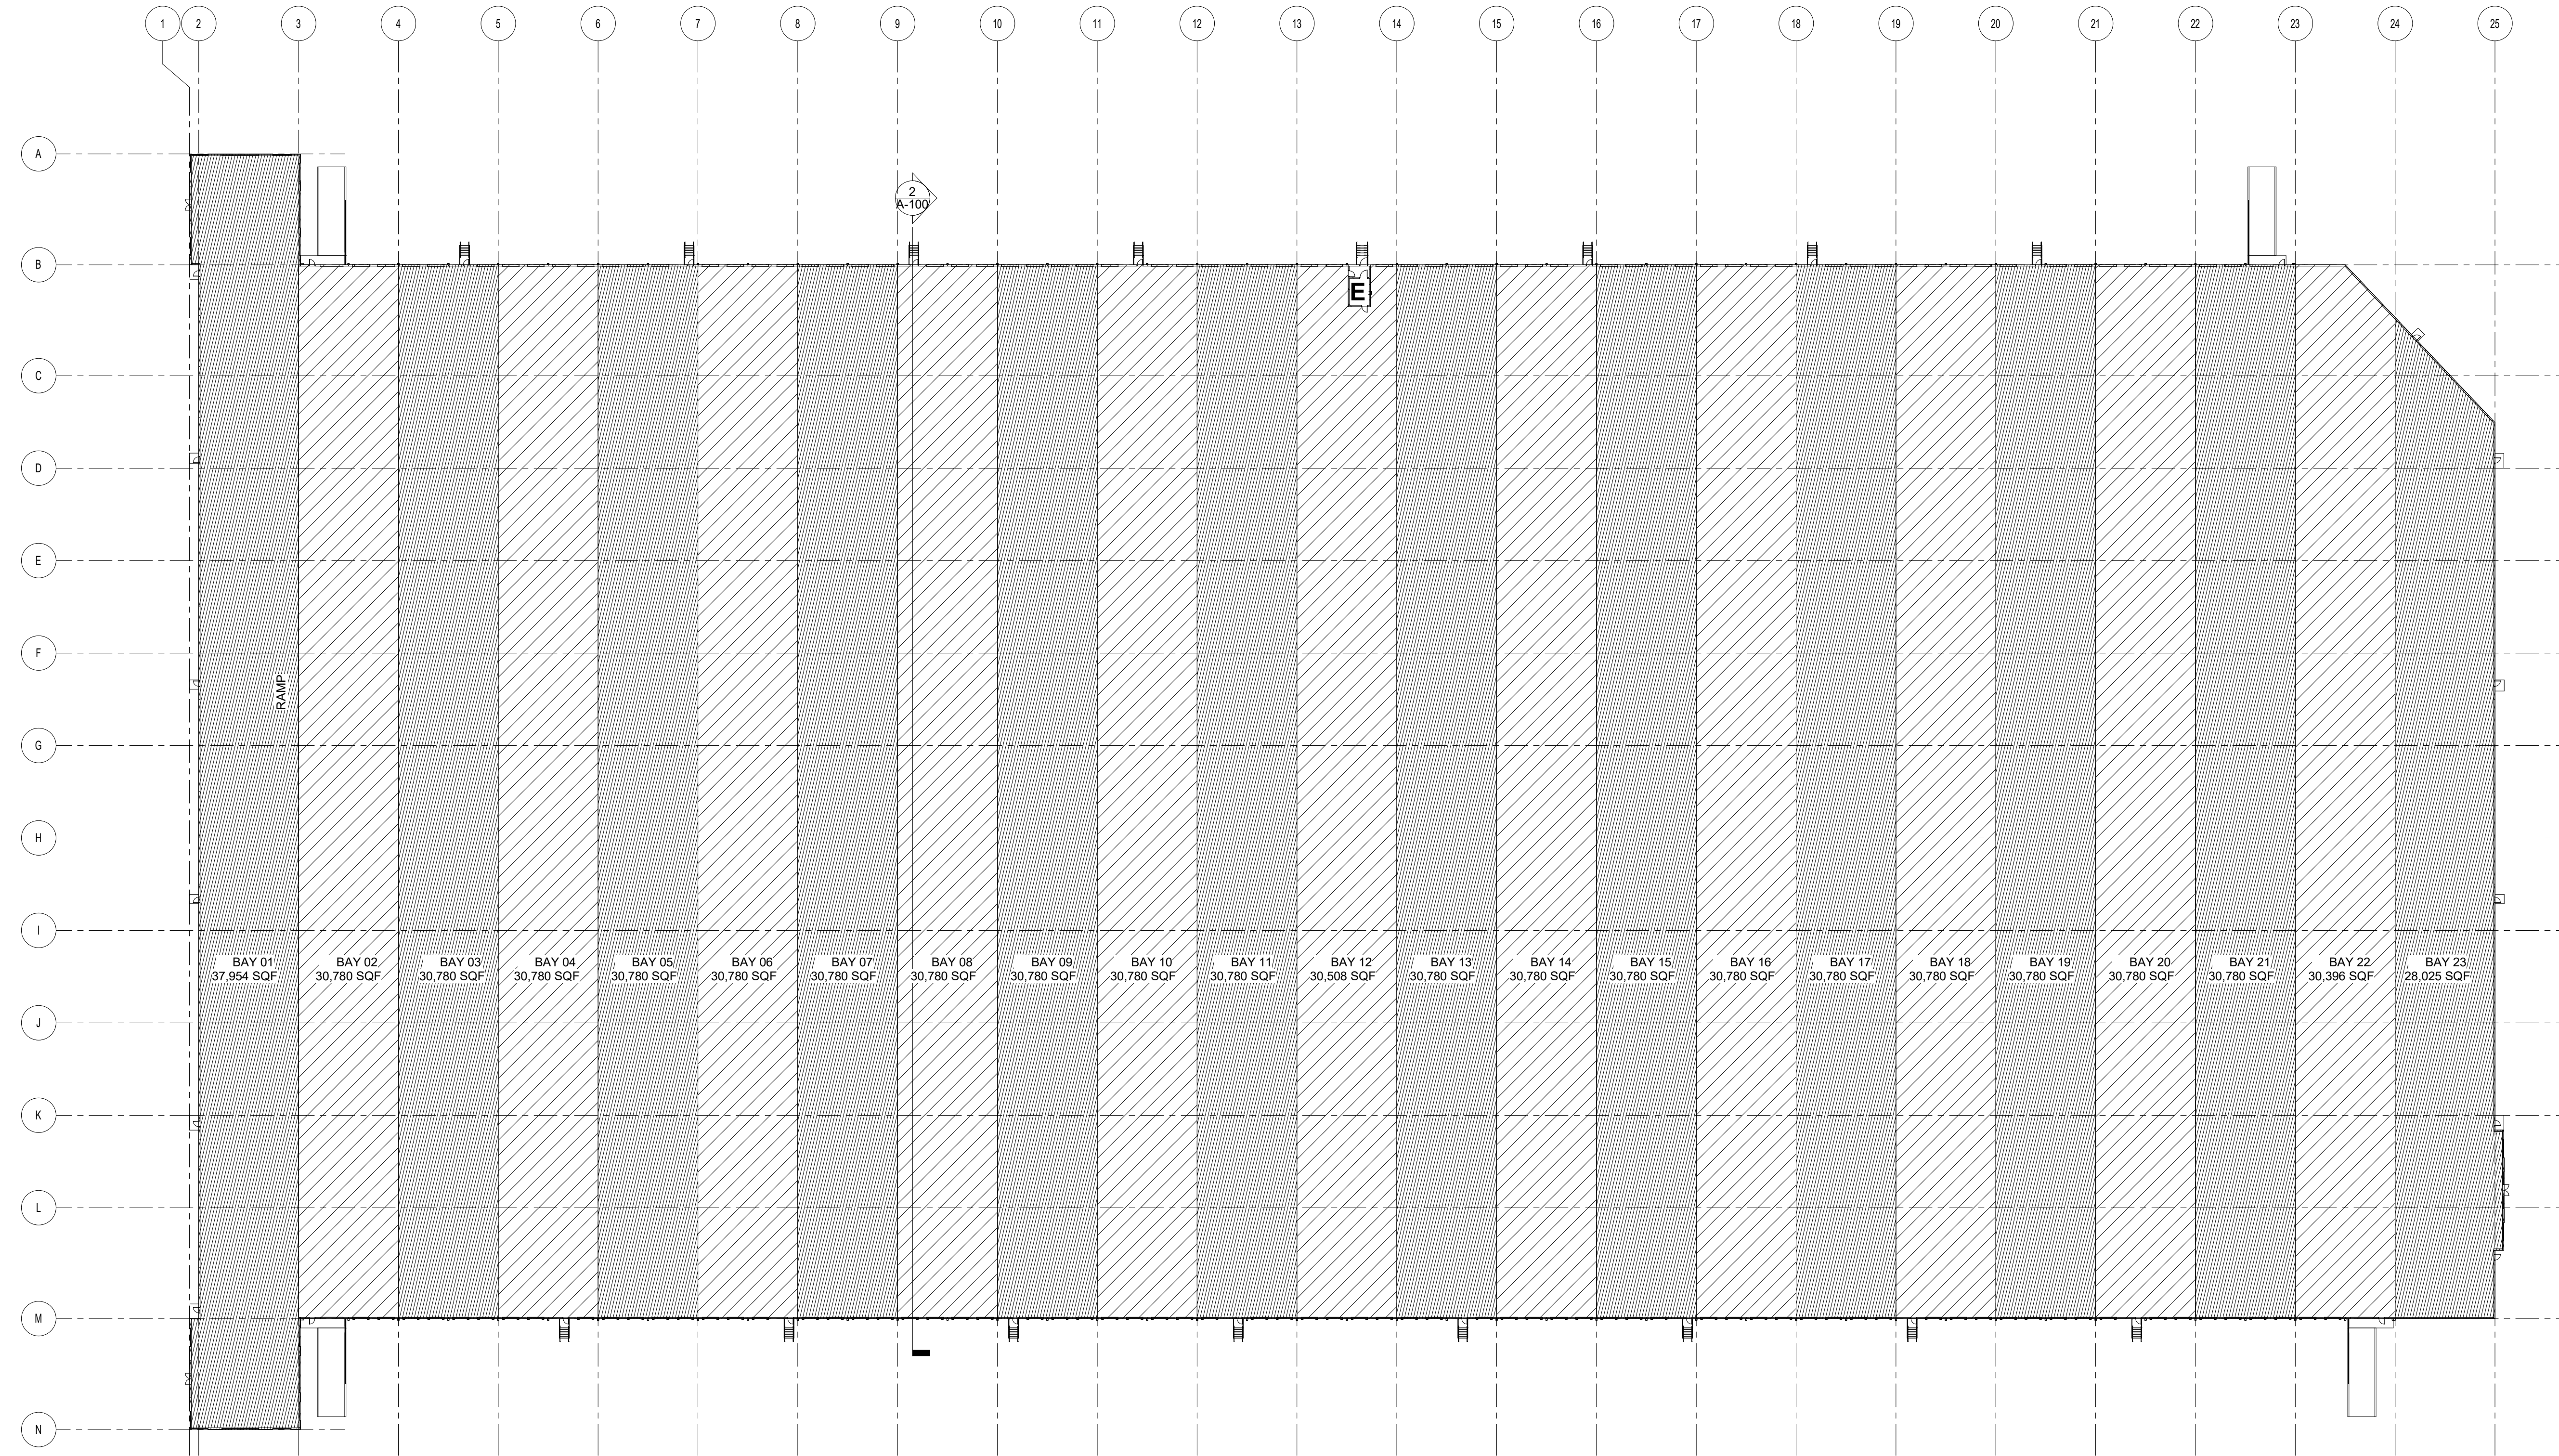 1 2 3 4 5 6 7 8 9 10 11 12 13 14 15 16 17 18 19 20 21 22 23 24 25
A
2
A-100
B
E
C
D
E
F
RAMP
G
H
I
BAY 01
37,954 SQF
BAY 02
30,780 SQF
BAY 03
30,780 SQF
BAY 04
30,780 SQF
BAY 05
30,780 SQF
BAY 06
30,780 SQF
BAY 07
30,780 SQF
BAY 08
30,780 SQF
BAY 09
30,780 SQF
BAY 10
30,780 SQF
BAY 11
30,780 SQF
BAY 12
30,508 SQF
BAY 13
30,780 SQF
BAY 14
30,780 SQF
BAY 15
30,780 SQF
BAY 16
30,780 SQF
BAY 17
30,780 SQF
BAY 18
30,780 SQF
BAY 19
30,780 SQF
BAY 20
30,780 SQF
BAY 21
30,780 SQF
BAY 22
30,396 SQF
BAY 23
28,025 SQF
J
K
L
M
N